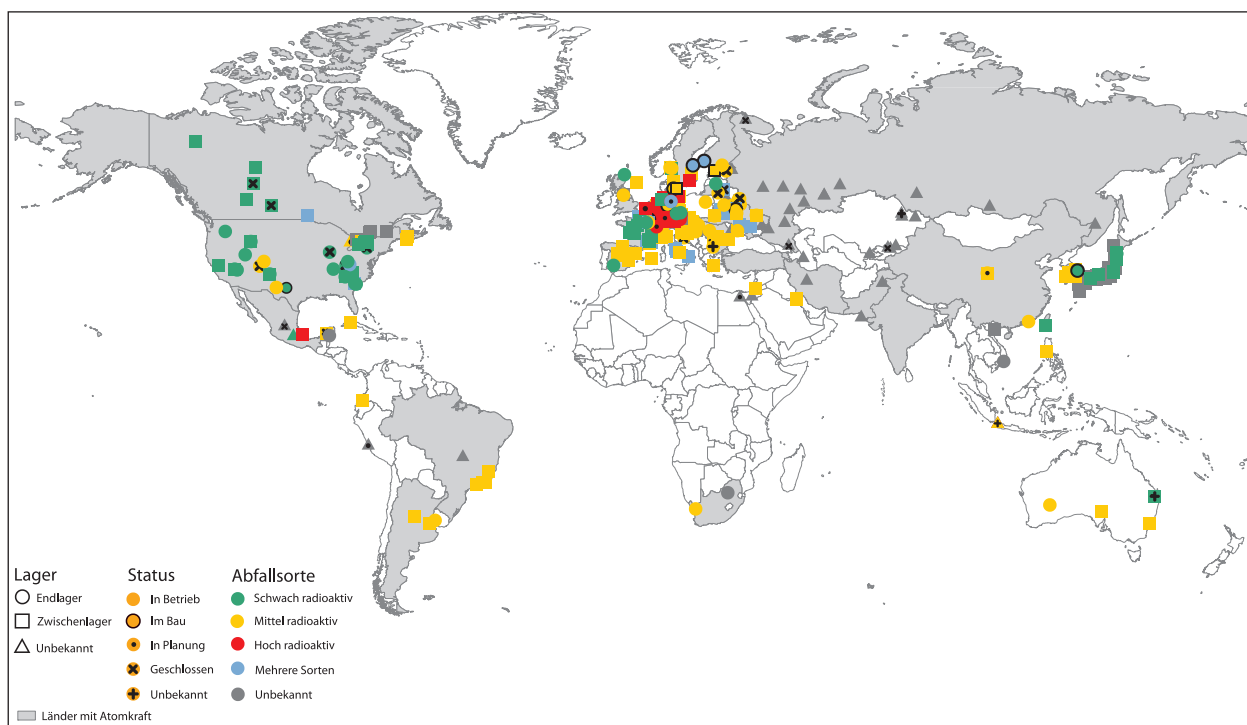 Lager
Endlager
Zwischenlager
Unbekannt
Status
In Betrieb
Im Bau
In Planung
Geschlossen
Unbekannt
Abfallsorte
Schwach radioaktiv
Mittel radioaktiv
Hoch radioaktiv
Mehrere Sorten
Unbekannt
Länder mit Atomkraft